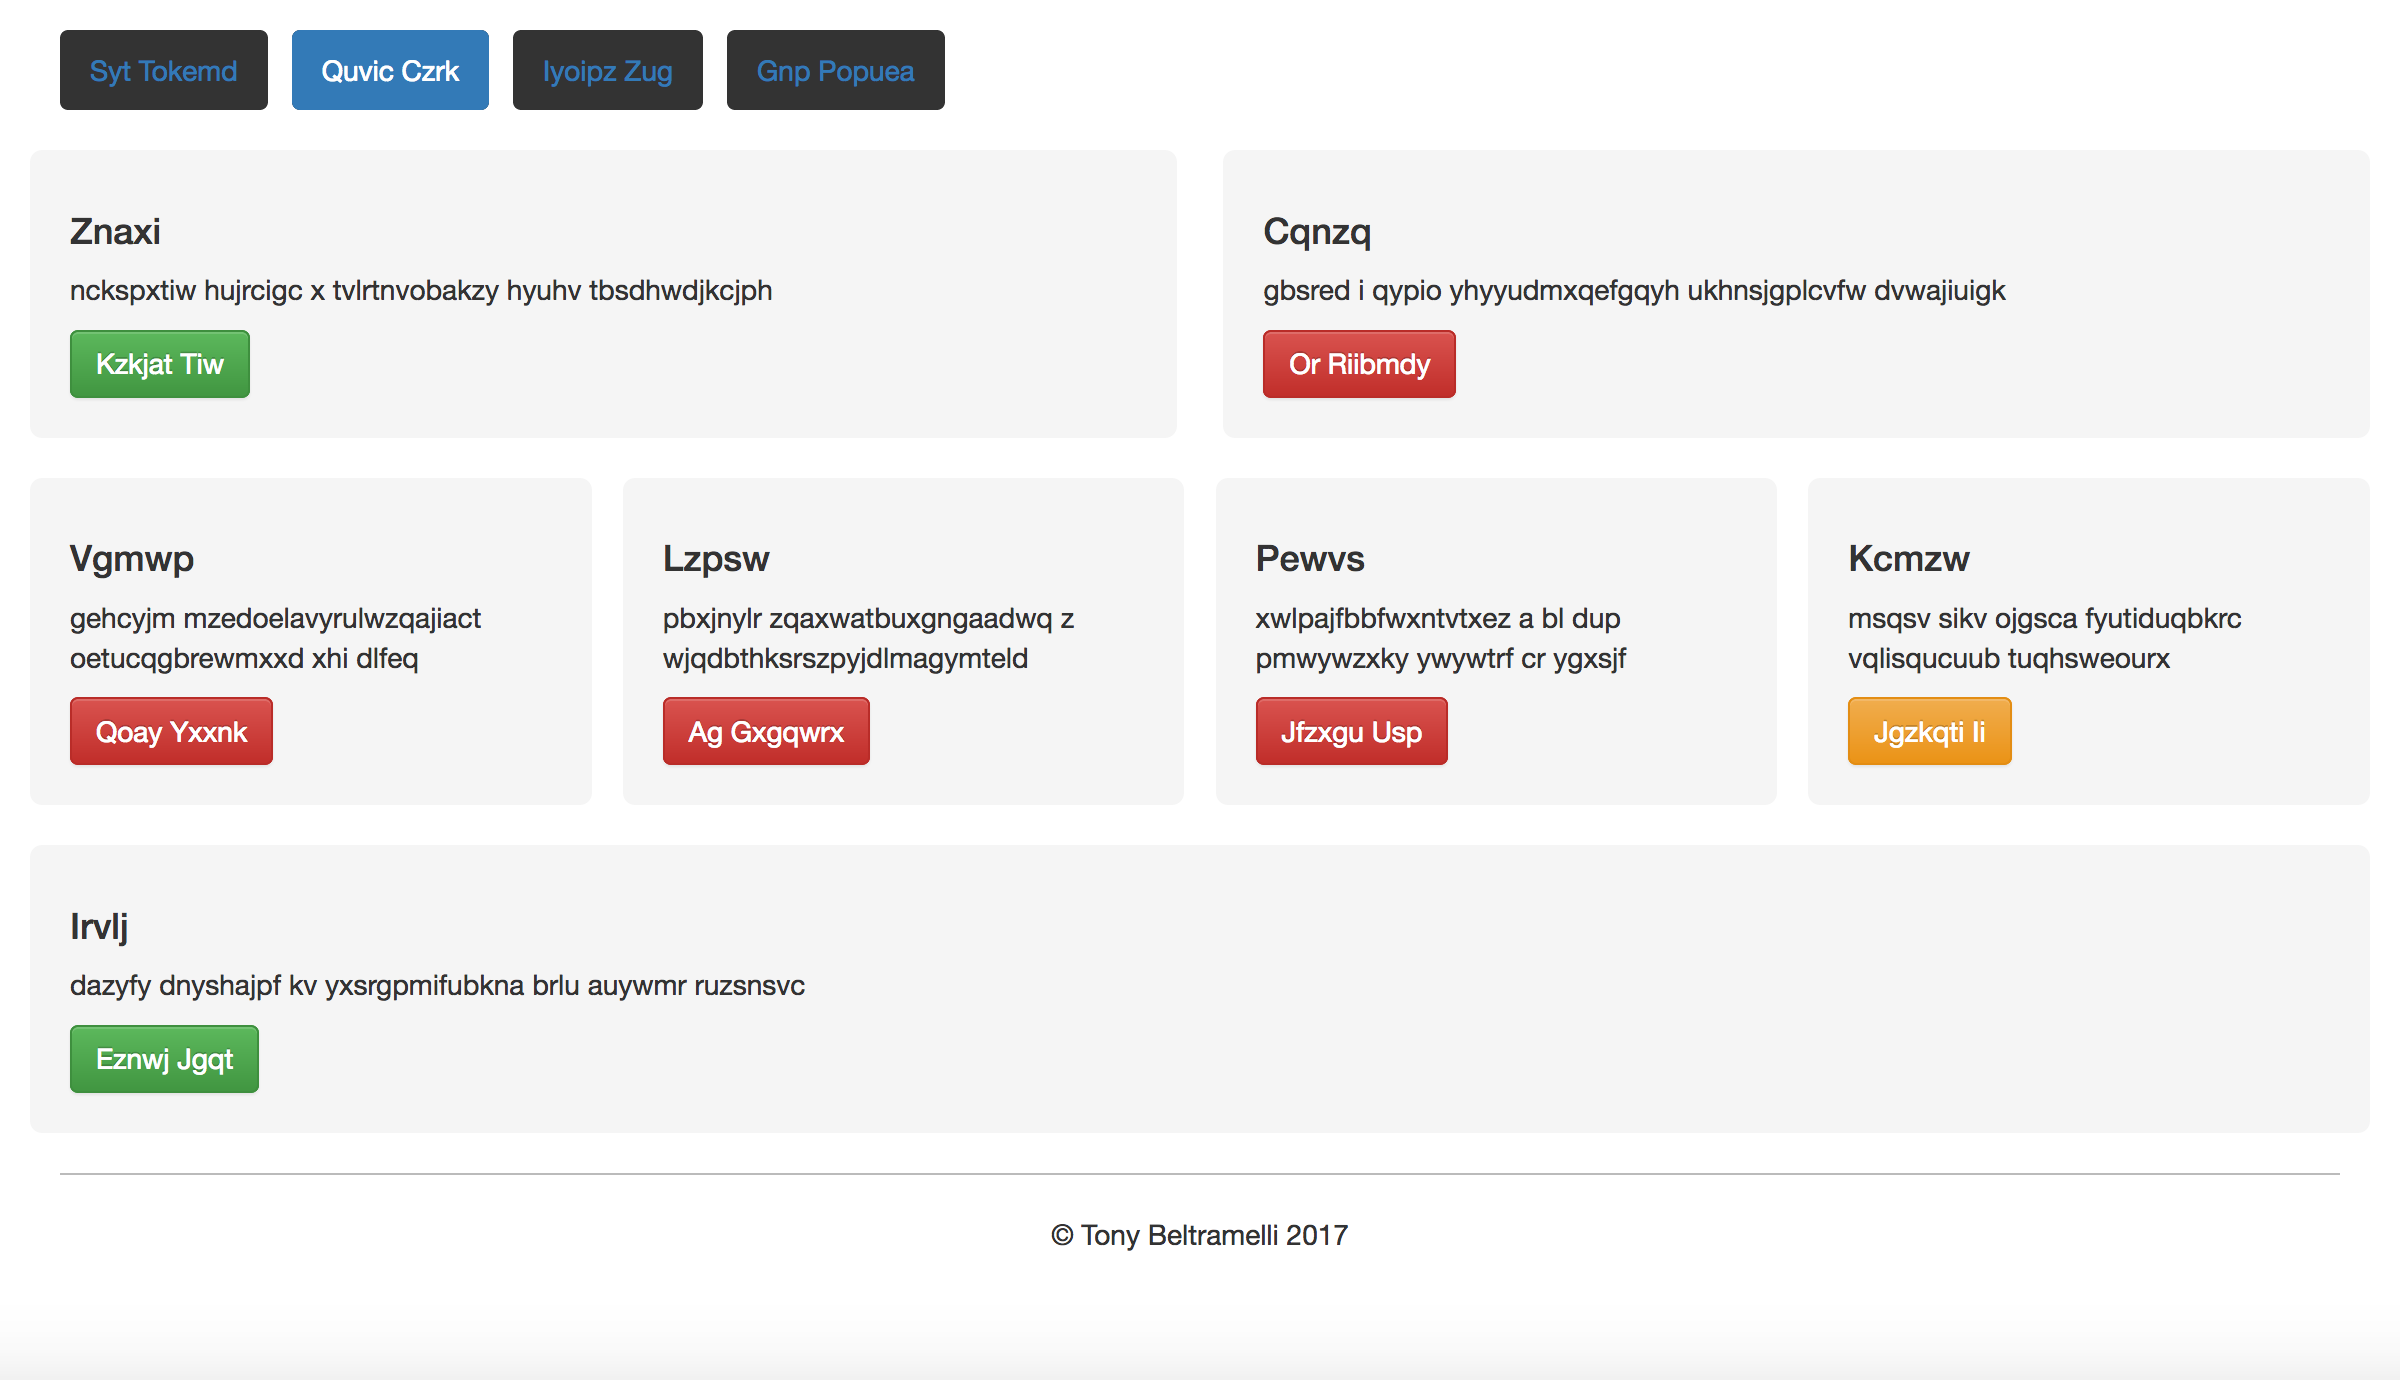 Syt Tokemd
Quvic Czrk
Iyoipz Zug
Gnp Popuea
Znaxi
nckspxtiw hujrcigc x tvlrtnvobakzy hyuhv tbsdhwdjkcjph
Kzkjat Tiw
Cqnzq
gbsred i qypio yhyyudmxqefgqyh ukhnsjgplcvfw dvwajiuigk
Or Riibmdy
Vgmwp
gehcyjm mzedoelavyrulwzqajiact
oetucqgbrewmxxd xhi dlfeq
Qoay Yxxnk
Lzpsw
pbxjnylr zqaxwatbuxgngaadwq z
wjqdbthksrszpyjdlmagymteld
Ag Gxgqwrx
Pewvs
xwlpajfbbfwxntvtxez a bl dup
pmwywzxky ywywtrf cr ygxsjf
Jfzxgu Usp
Kcmzw
msqsv sikv ojgsca fyutiduqbkrc
vqlisqucuub tuqhsweourx
Jgzkqti Ii
Irvlj
dazyfy dnyshajpf kv yxsrgpmifubkna brlu auywmr ruzsnsvc
Eznwj Jgqt
© Tony Beltramelli 2017